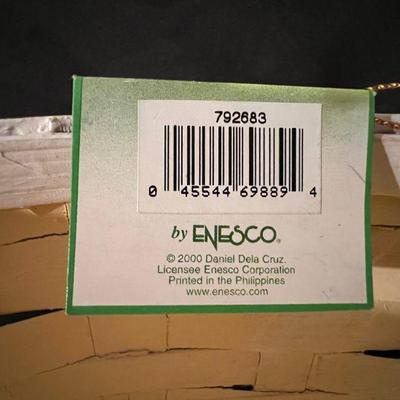 792683
0 45544 69889 4
by ENESCO®
© 2000 Daniel Dela Cruz.
Licensee Enesco Corporation
Printed in the Philippines
www.enesco.com